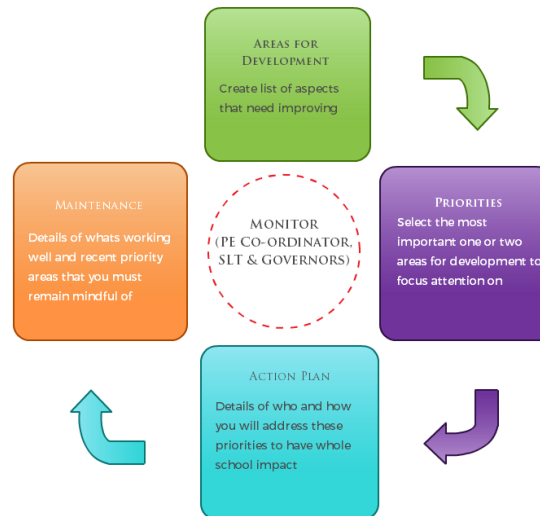 Areas for
Development
Create list of aspects
that need improving
Maintenance
Details of whats working
well and recent priority
areas that you must
remain mindful of
Monitor
(PE Co-ordinator,
SLT & Governors)
Priorities
Select the most
important one or two
areas for development to
focus attention on
Action Plan
Details of who and how
you will address these
priorities to have whole
school impact